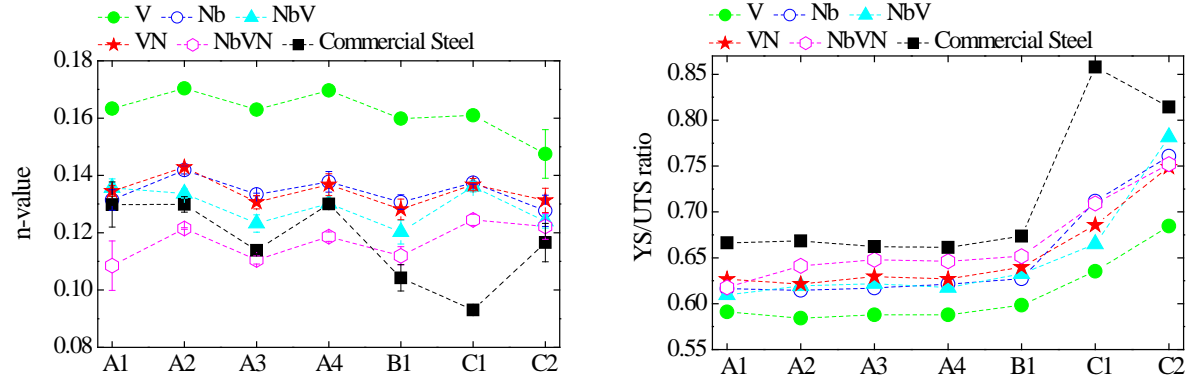 V Nb NbV
VN NbVN Commercial Steel
0.18
0.16
0.14
0.12
0.10
0.08
n-value
A1 A2 A3 A4 B1 C1 C2
V Nb NbV
VN NbVN Commercial Steel
0.85
0.80
0.75
0.70
0.65
0.60
0.55
YS/UTS ratio
A1 A2 A3 A4 B1 C1 C2